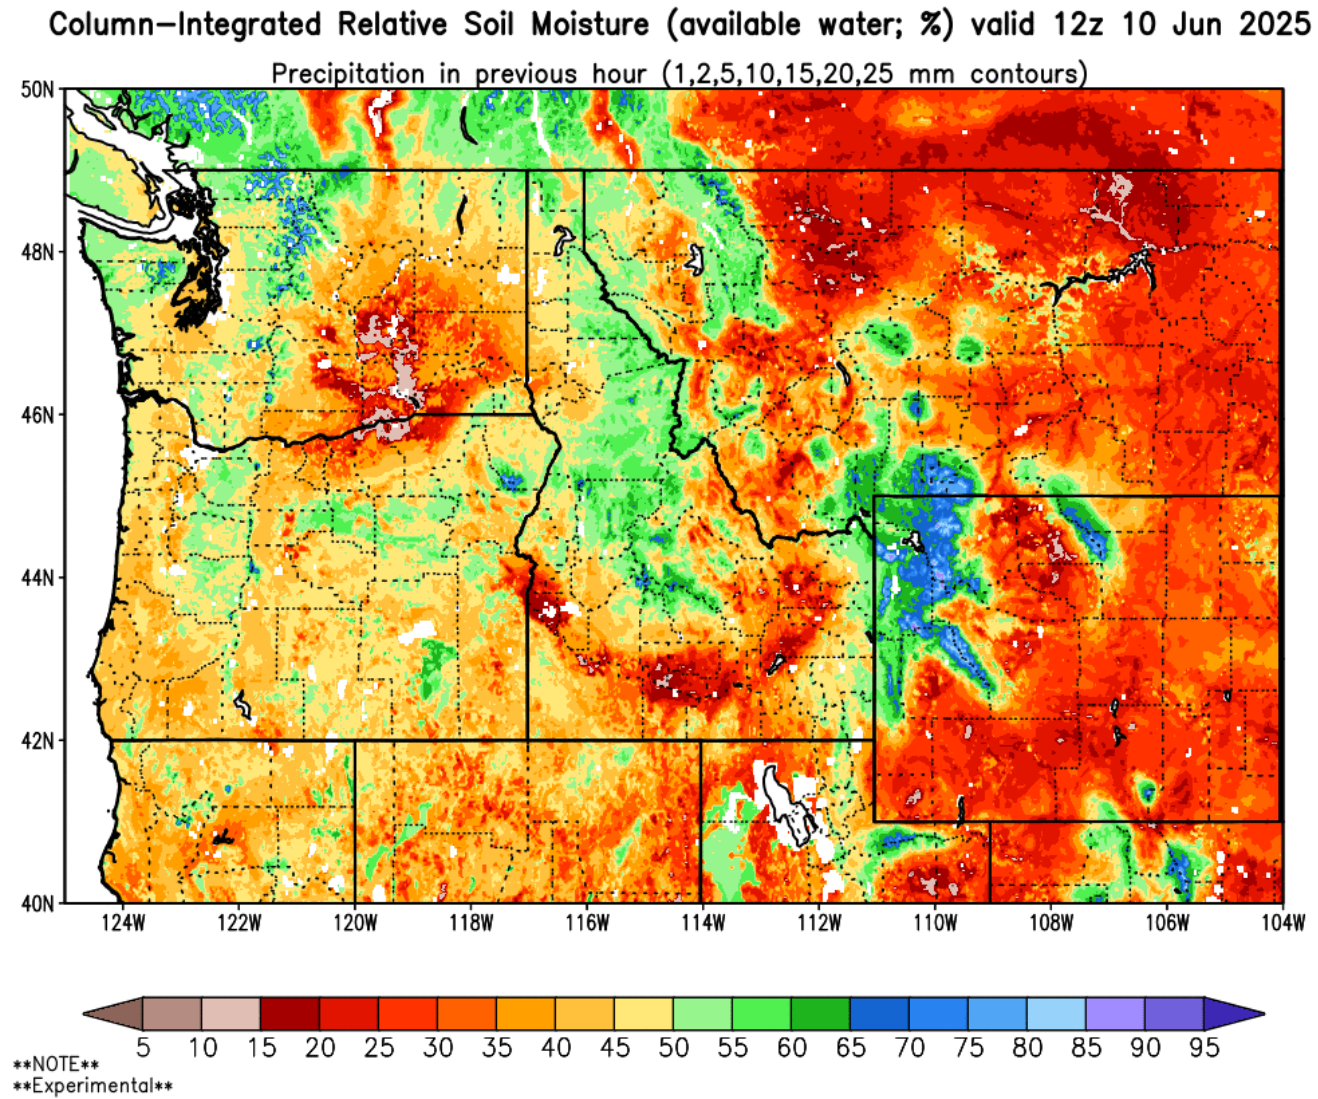 Column-Integrated Relative Soil Moisture (available water; %) valid 12z 10 Jun 2025
Precipitation in previous hour (1,2,5,10,15,20,25 mm contours)
50N
48N
46N
44N
42N
40N
124W 122W 120W 118W 116W 114W 112W 110W 108W 106W 104W
5 10 15 20 25 30 35 40 45 50 55 60 65 70 75 80 85 90 95
**NOTE**
**Experimental**